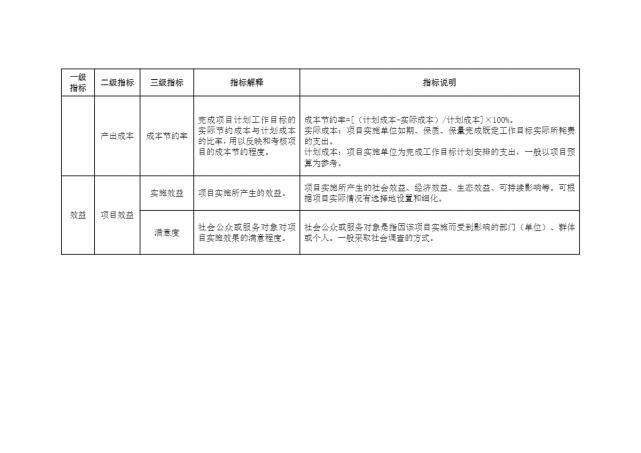 一级
指标
二级指标
三级指标
指标解释
指标说明
产出成本
成本节约率
完成项目计划工作目标的
实际节约成本与计划成本
的比率，用以反映和考核项
目的成本节约程度。
成本节约率=[（计划成本-实际成本）/计划成本]×100%。
实际成本：项目实施单位如期、保质、保量完成既定工作目标实际所耗费
的支出。
计划成本：项目实施单位为完成工作目标计划安排的支出，一般以项目预
算为参考。
效益
项目效益
实施效益
项目实施所产生的效益。
项目实施所产生的社会效益、经济效益、生态效益、可持续影响等。可根
据项目实际情况有选择地设置和细化。
满意度
社会公众或服务对象对项
目实施效果的满意程度。
社会公众或服务对象是指因该项目实施而受到影响的部门（单位）、群体
或个人。一般采取社会调查的方式。